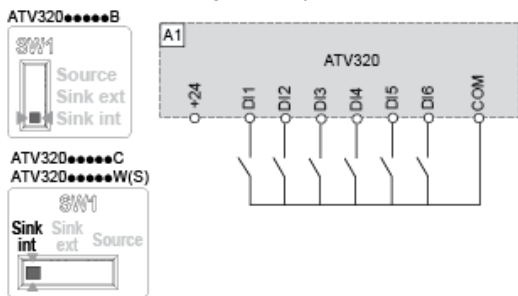 ATV320●●●●●B
SW1
Source
Sink ext
Sink int
ATV320●●●●●C
ATV320●●●●●W(S)
SW1
Sink int
Sink ext
Source
A1
ATV320
+24
DI1
DI2
DI3
DI4
DI5
DI6
COM